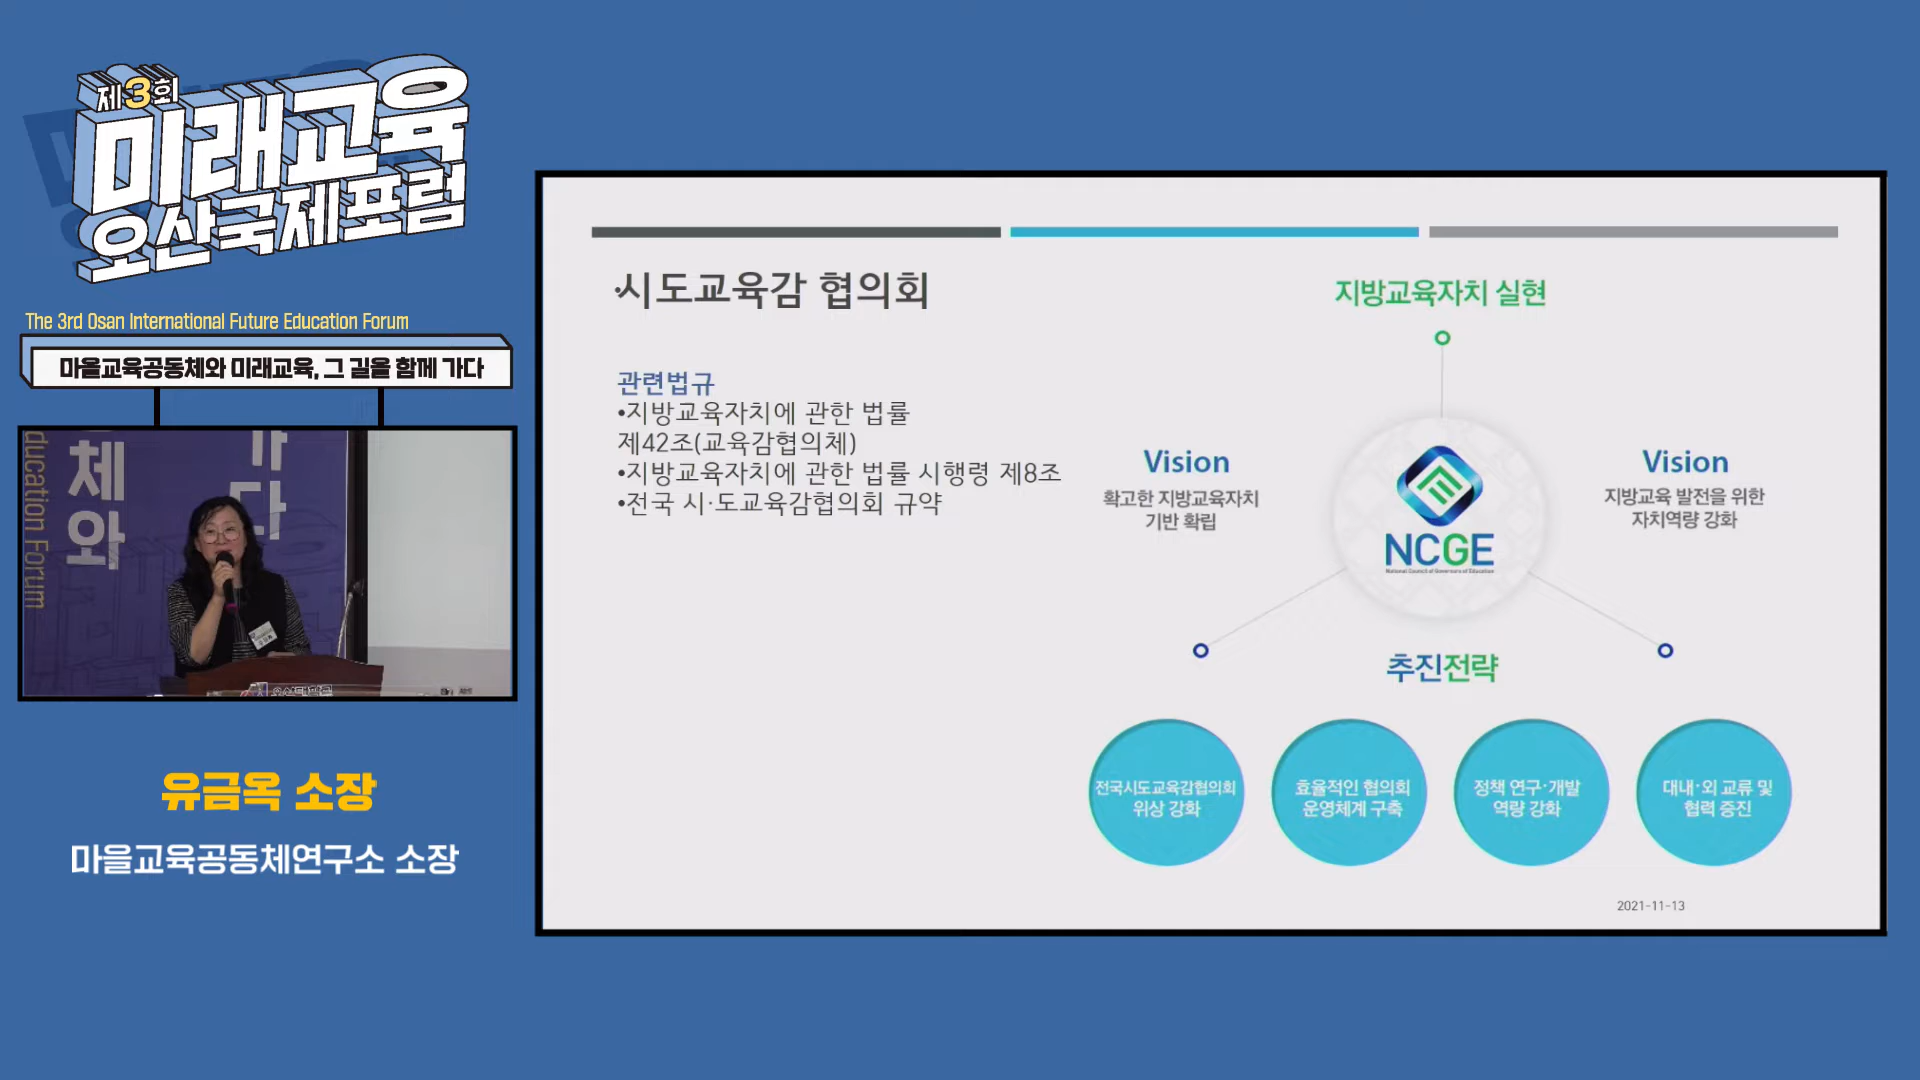 제3회
미래교육
오산국제포럼
The 3rd Osan International Future Education Forum
마을교육공동체와 미래교육, 그 길을 함께 가다
체와
가다
ducation Forum
유금옥 소장
마을교육공동체연구소 소장
•시도교육감 협의회
관련법규
•지방교육자치에 관한 법률
제42조(교육감협의체)
•지방교육자치에 관한 법률 시행령 제8조
•전국 시·도교육감협의회 규약
지방교육자치 실현
Vision
확고한 지방교육자치
기반 확립
NCGE
National Council of Governors of Education
Vision
지방교육 발전을 위한
자치역량 강화
추진전략
전국시도교육감협의회
위상 강화
효율적인 협의회
운영체계 구축
정책 연구·개발
역량 강화
대내·외 교류 및
협력 증진
2021-11-13